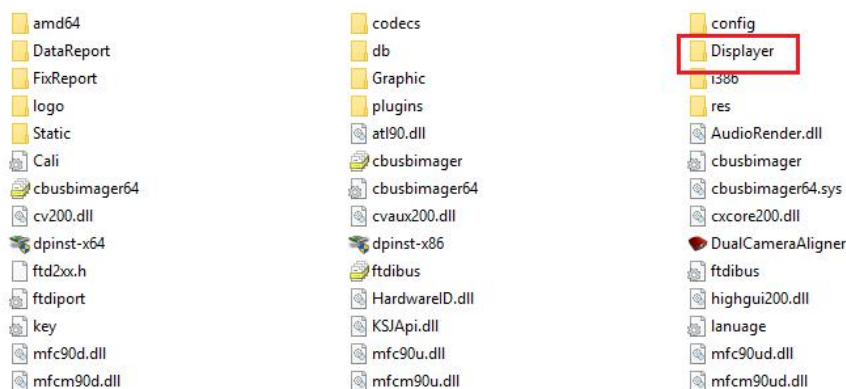 amd64 codecs config
DataReport db Displayer
FixReport Graphic i386
logo plugins res
Static atl90.dll AudioRender.dll
Cali cbusbimager cbusbimager
cbusbimager64 cbusbimager64 cbusbimager64.sys
cv200.dll cvaux200.dll cxcore200.dll
dpinst-x64 dpinst-x86 DualCameraAligner
ftd2xx.h ftdibus ftdibus
ftdiport HardwareID.dll highgui200.dll
key KSJApi.dll lanuage
mfc90d.dll mfc90u.dll mfc90ud.dll
mfcm90d.dll mfcm90u.dll mfcm90ud.dll